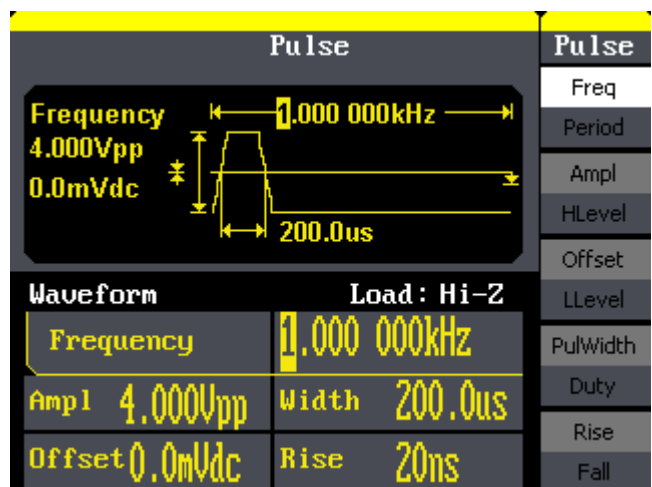 Pulse
Frequency
1.000 000kHz
4.000Vpp
0.0mVdc
200.0us
Waveform
Load: Hi-Z
Frequency
1.000 000kHz
Ampl 4.000Vpp
Width 200.0us
Offset 0.0mVdc
Rise 20ns
Pulse
Freq
Period
Ampl
HLevel
Offset
LLevel
PulWidth
Duty
Rise
Fall